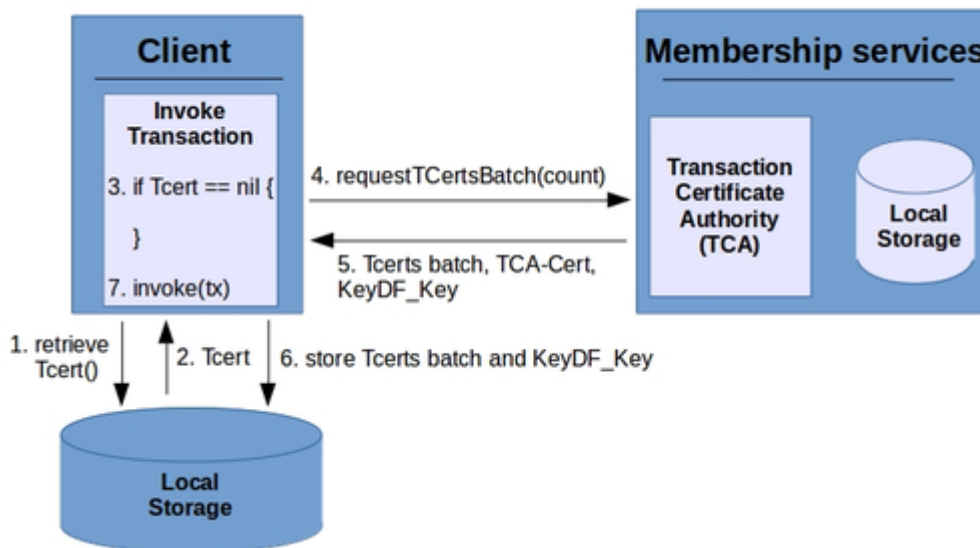 Client
Invoke
Transaction
3. if Tcert == nil {
}
7. invoke(tx)
4. requestTCertsBatch(count)
5. Tcerts batch, TCA-Cert,
KeyDF_Key
Membership services
Transaction
Certificate
Authority
(TCA)
Local
Storage
1. retrieve
Tcert()
2. Tcert
6. store Tcerts batch and KeyDF_Key
Local
Storage